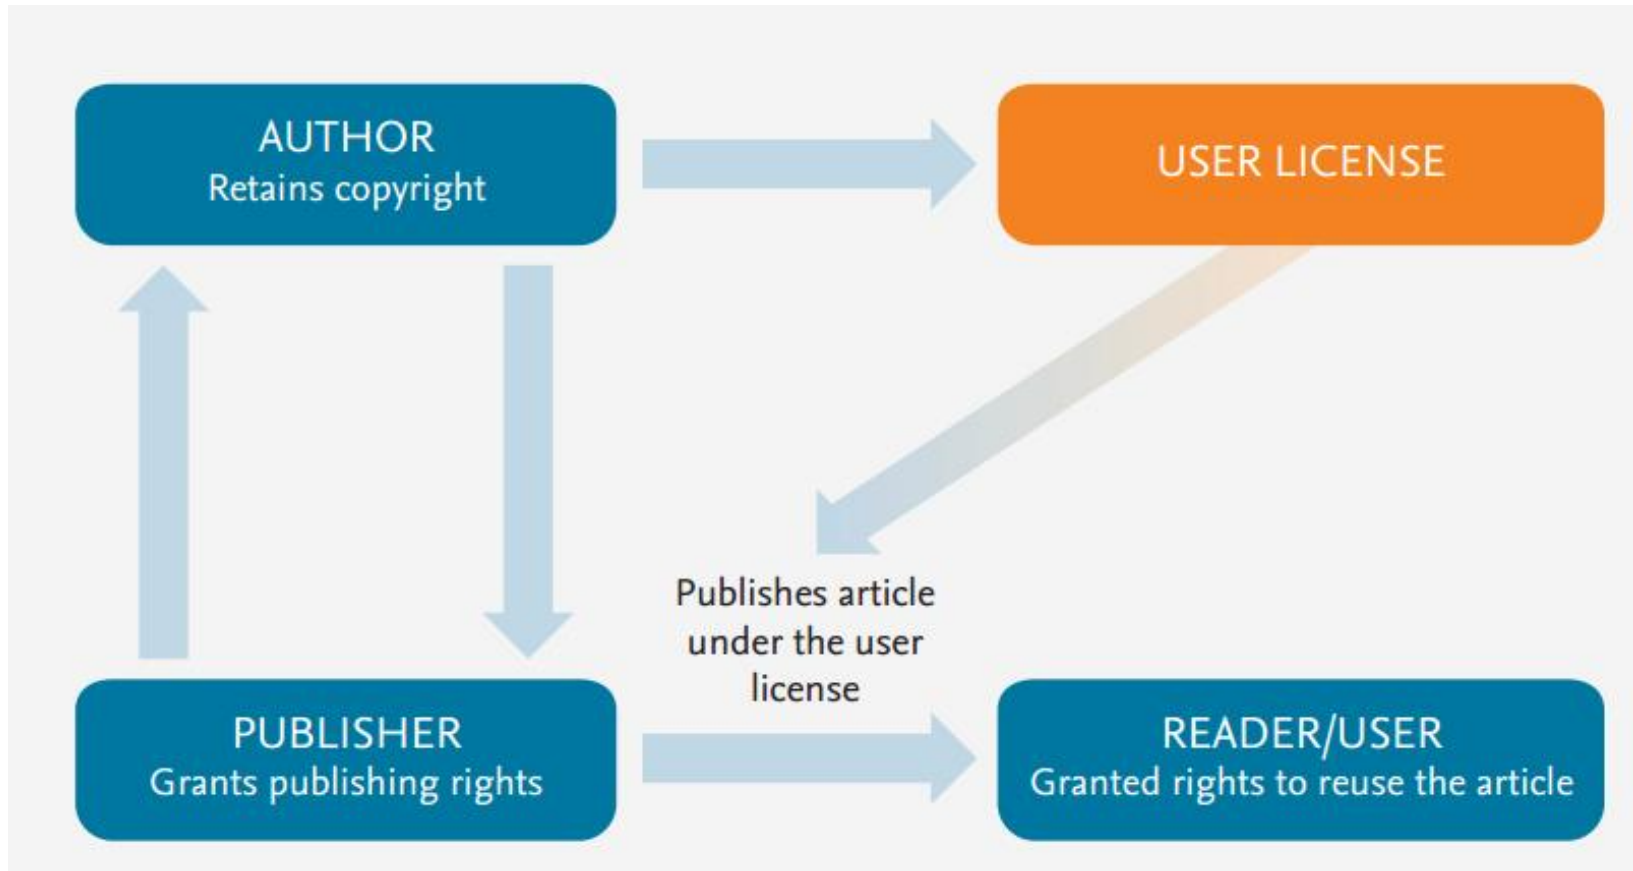 AUTHOR
Retains copyright
USER LICENSE
Publishes article
under the user
license
PUBLISHER
Grants publishing rights
READER/USER
Granted rights to reuse the article